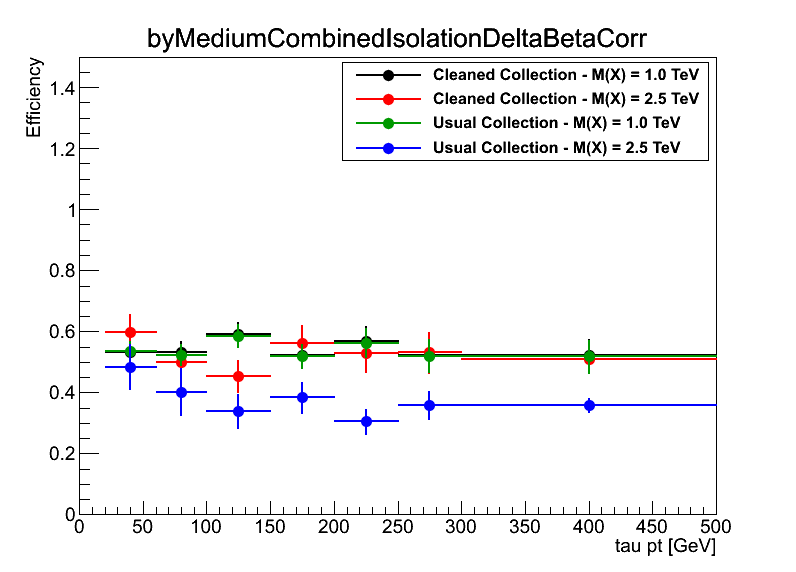 byMediumCombinedIsolationDeltaBetaCorr
Efficiency
Cleaned Collection - M(X) = 1.0 TeV
Cleaned Collection - M(X) = 2.5 TeV
Usual Collection - M(X) = 1.0 TeV
Usual Collection - M(X) = 2.5 TeV
1.4
1.2
1
0.8
0.6
0.4
0.2
0
0 50 100 150 200 250 300 350 400 450 500
tau pt [GeV]